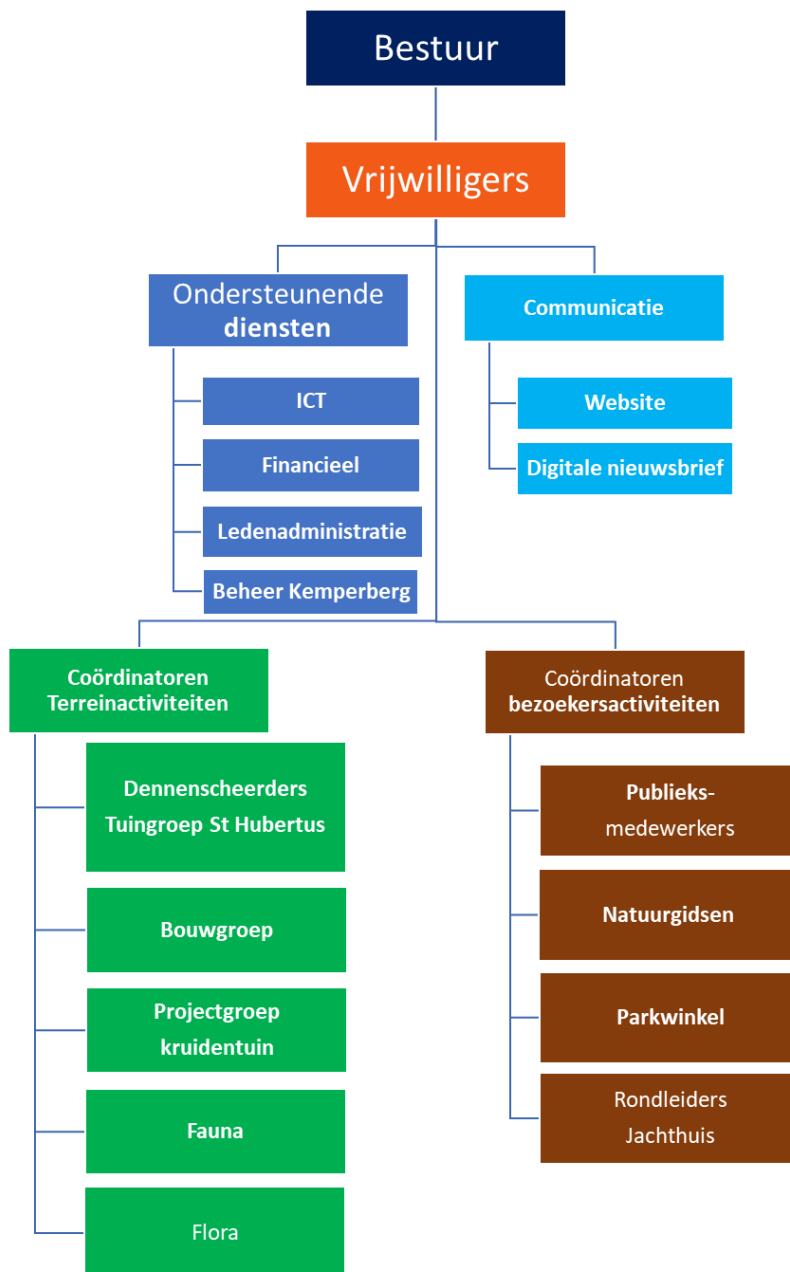 Bestuur
Vrijwilligers
Ondersteunende
diensten
ICT
Financieel
Ledenadministratie
Beheer Kemperberg
Communicatie
Website
Digitale nieuwsbrief
Coördinatoren
Terreinactiviteiten
Dennenscheerders
Tuingroep St Hubertus
Bouwgroep
Projectgroep
kruidentuin
Fauna
Flora
Coördinatoren
bezoekersactiviteiten
Publieks-
medewerkers
Natuurgidsen
Parkwinkel
Rondleiders
Jachthuis